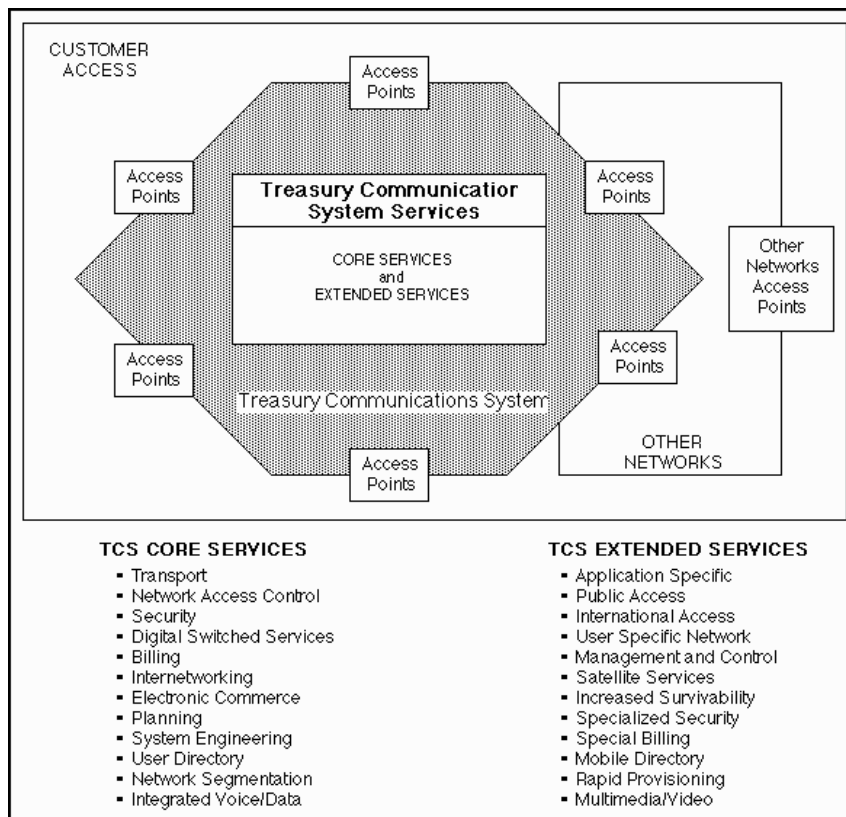 CUSTOMER
ACCESS
Access
Points
Access
Points
Access
Points
Treasury Communication
System Services
CORE SERVICES
and
EXTENDED SERVICES
Other
Networks
Access
Points
Access
Points
Access
Points
Treasury Communications System
OTHER
NETWORKS
Access
Points
TCS CORE SERVICES
▪ Transport
▪ Network Access Control
▪ Security
▪ Digital Switched Services
▪ Billing
▪ Internetworking
▪ Electronic Commerce
▪ Planning
▪ System Engineering
▪ User Directory
▪ Network Segmentation
▪ Integrated Voice/Data
TCS EXTENDED SERVICES
▪ Application Specific
▪ Public Access
▪ International Access
▪ User Specific Network
▪ Management and Control
▪ Satellite Services
▪ Increased Survivability
▪ Specialized Security
▪ Special Billing
▪ Mobile Directory
▪ Rapid Provisioning
▪ Multimedia/Video